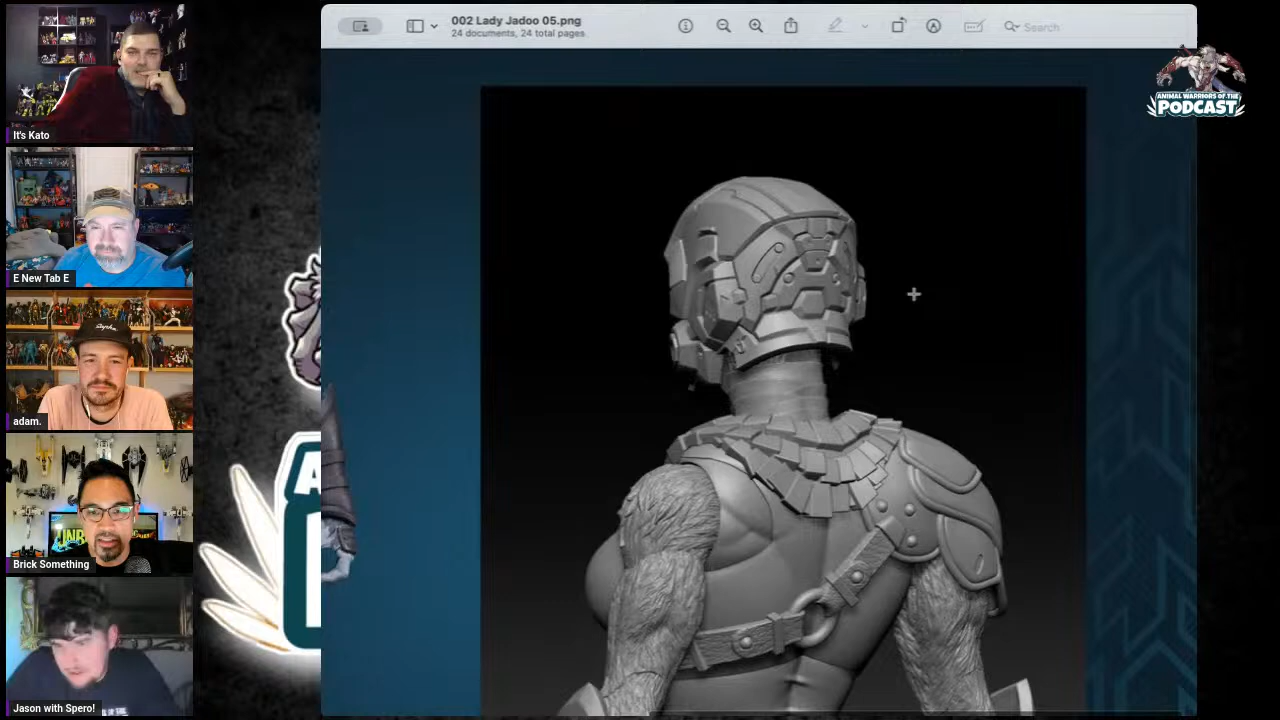 002 Lady Jadoo 05.png
24 documents, 24 total pages
Search
ANIMAL WARRIORS OF THE
PODCAST
It's Kato
E New Tab E
adam.
Brick Something
Jason with Spero!